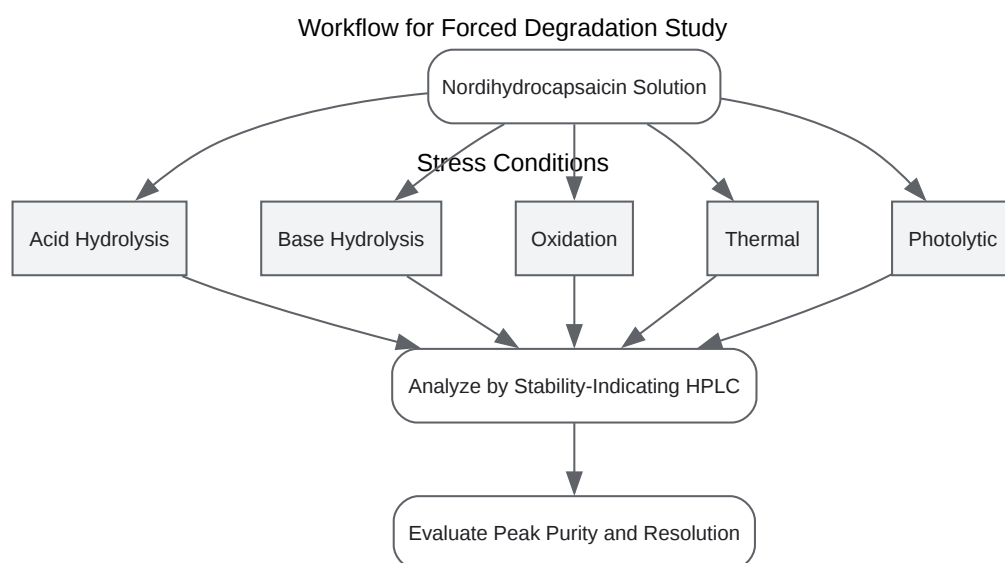 Workflow for Forced Degradation Study
Nordihydrocapsaicin Solution
Stress Conditions
Acid Hydrolysis
Base Hydrolysis
Oxidation
Thermal
Photolytic
Analyze by Stability-Indicating HPLC
Evaluate Peak Purity and Resolution